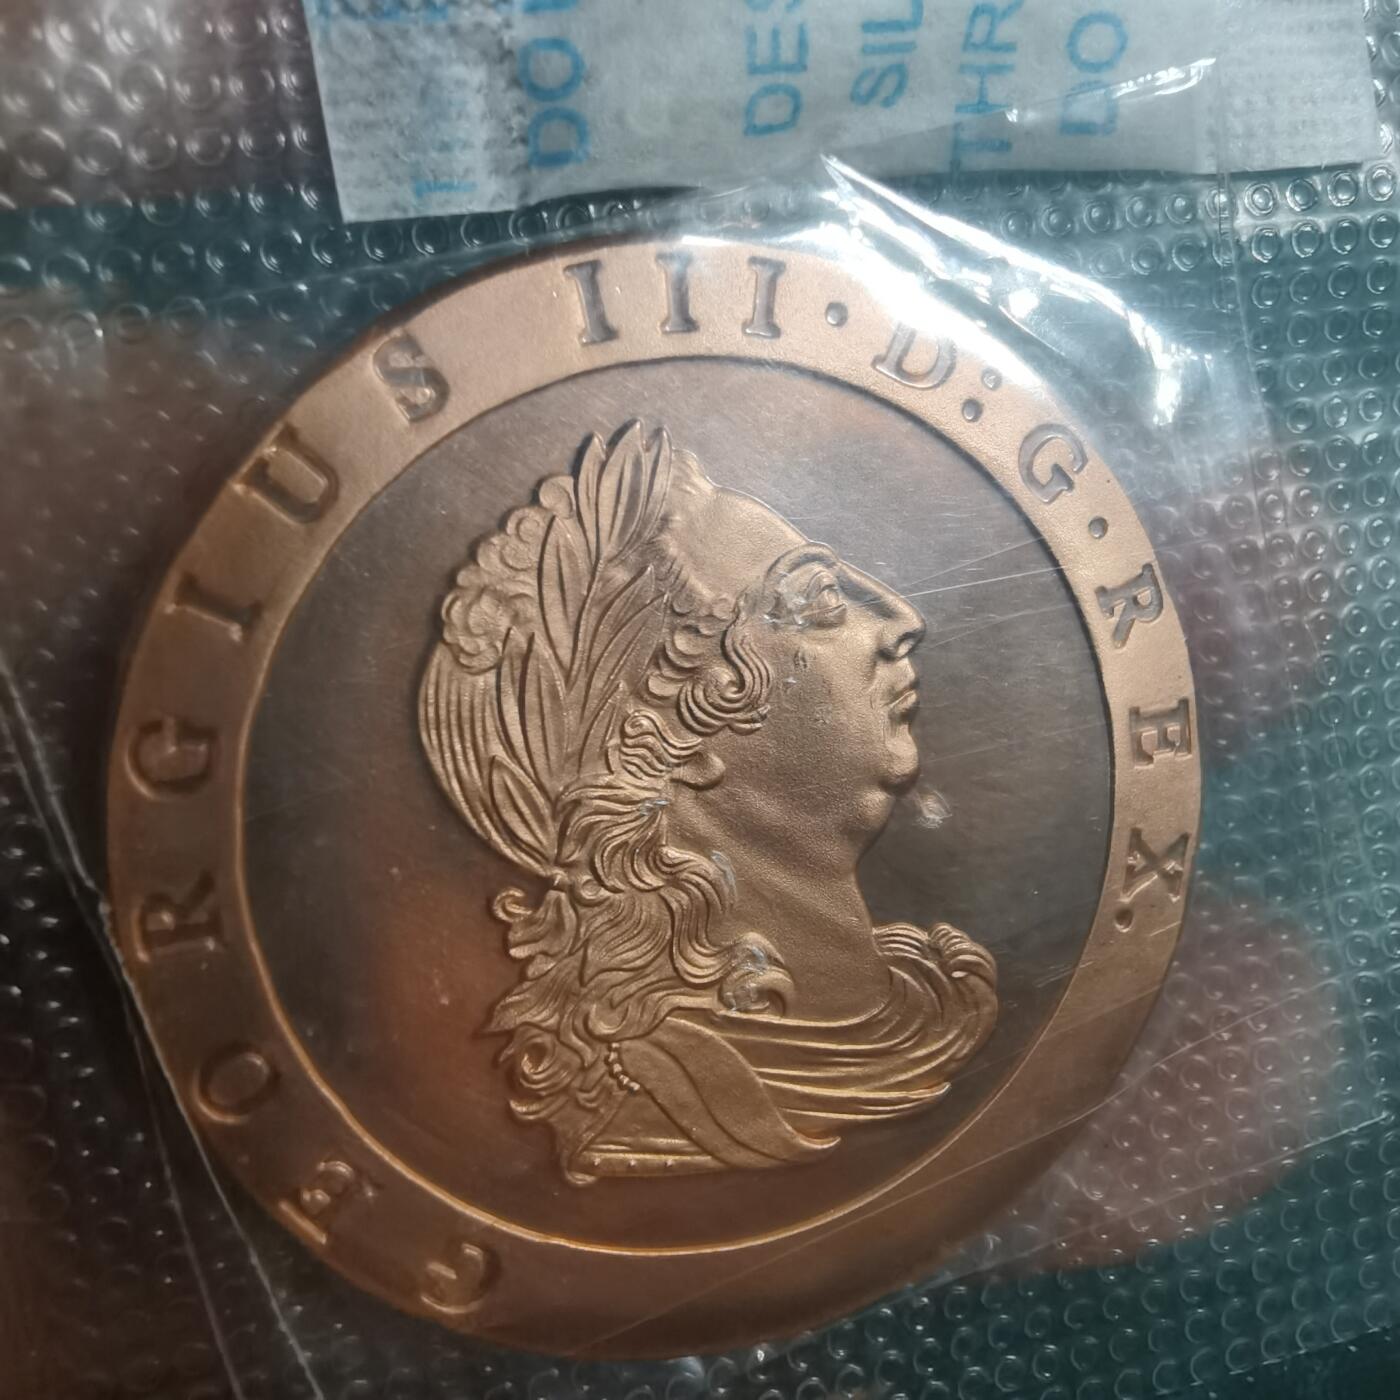 GEORGIUS III · D : G · REX.
DO
DES
SIL
THR
DO